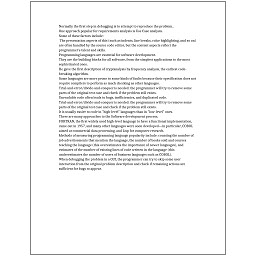 Normally the first step in debugging is to attempt to reproduce the problem.
One approach popular for requirements analysis is Use Case analysis.
Some of these factors include:
The presentation aspects of this (such as indents, line breaks, color highlighting, and so on)
are often handled by the source code editor, but the content aspects reflect the
programmer's talent and skills.
Programming languages are essential for software development.
They are the building blocks for all software, from the simplest applications to the most
sophisticated ones.
He gave the first description of cryptanalysis by frequency analysis, the earliest code-
breaking algorithm.
Some languages are more prone to some kinds of faults because their specification does not
require compilers to perform as much checking as other languages.
Trial-and-error/divide-and-conquer is needed: the programmer will try to remove some
parts of the original test case and check if the problem still exists.
Unreadable code often leads to bugs, inefficiencies, and duplicated code.
Trial-and-error/divide-and-conquer is needed: the programmer will try to remove some
parts of the original test case and check if the problem still exists.
It is usually easier to code in "high-level" languages than in "low-level" ones.
There are many approaches to the Software development process.
FORTRAN, the first widely used high-level language to have a functional implementation,
came out in 1957, and many other languages were soon developed—in particular, COBOL
aimed at commercial data processing, and Lisp for computer research.
Methods of measuring programming language popularity include: counting the number of
job advertisements that mention the language, the number of books sold and courses
teaching the language (this overestimates the importance of newer languages), and
estimates of the number of existing lines of code written in the language (this
underestimates the number of users of business languages such as COBOL).
When debugging the problem in a GUI, the programmer can try to skip some user
interaction from the original problem description and check if remaining actions are
sufficient for bugs to appear.